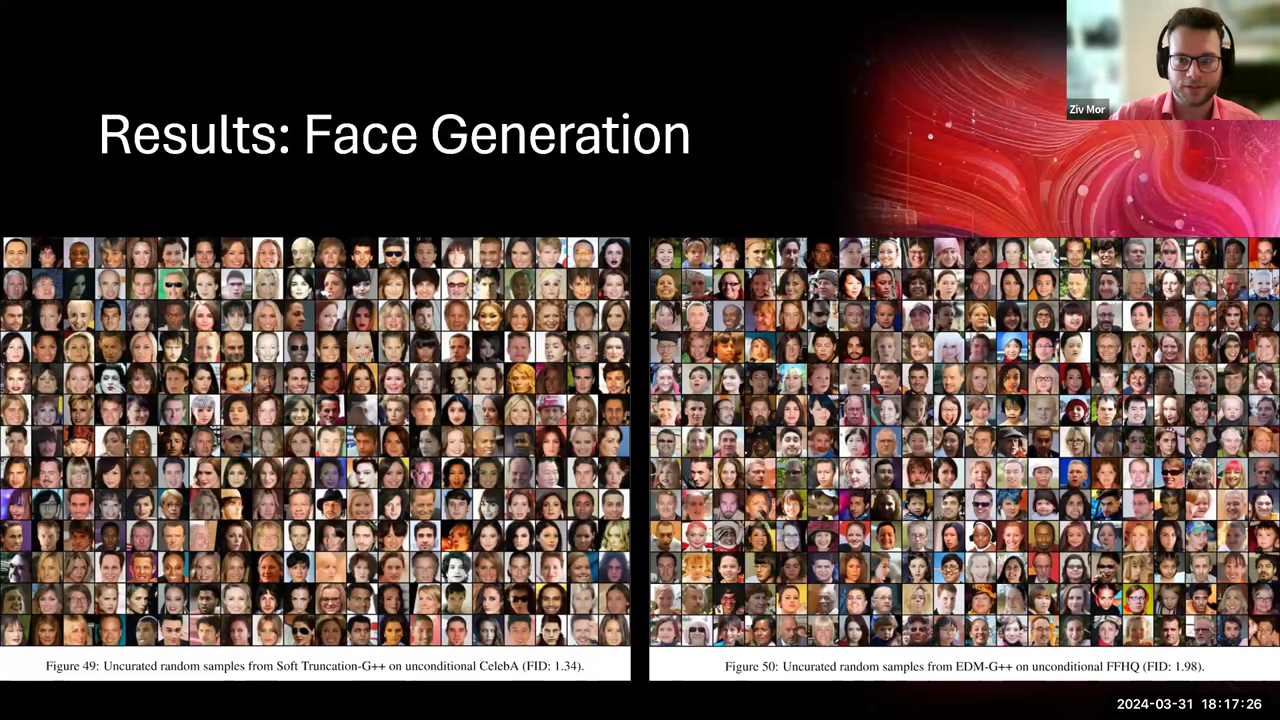 Ziv Mor
Results: Face Generation
Figure 49: Uncurated random samples from Soft Truncation-G++ on unconditional CelebA (FID: 1.34).
Figure 50: Uncurated random samples from EDM-G++ on unconditional FFHQ (FID: 1.98).
2024-03-31 18:17:26